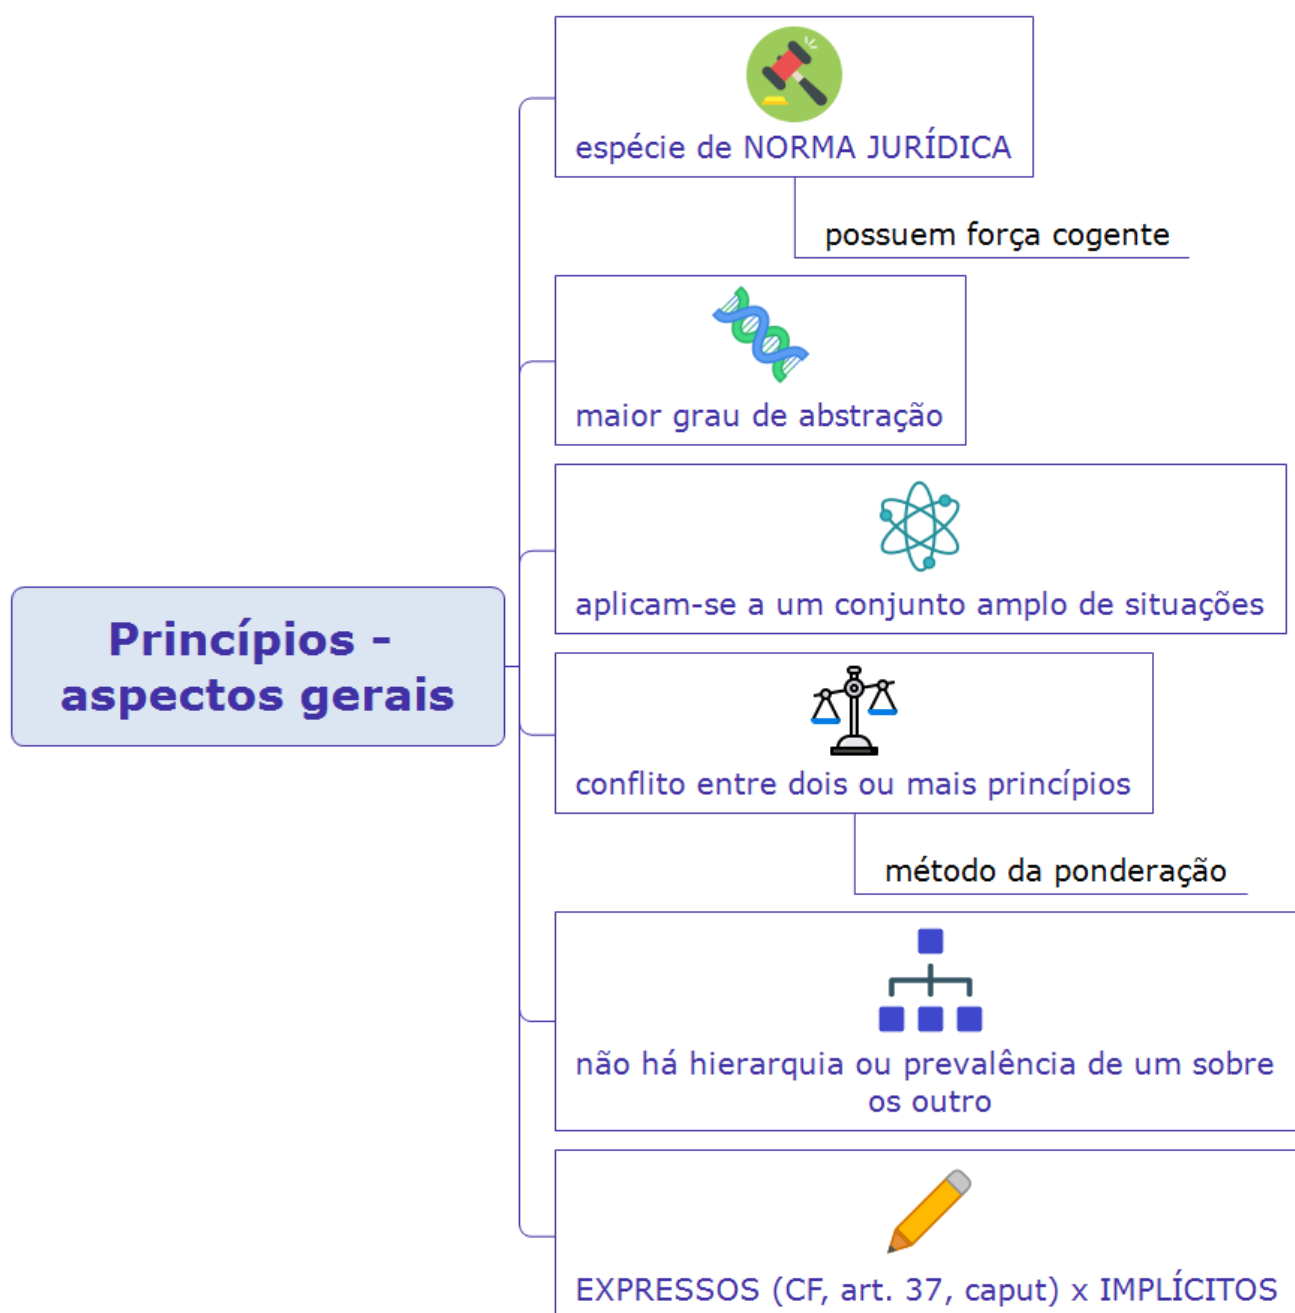 espécie de NORMA JURÍDICA
possuem força cogente
maior grau de abstração
aplicam-se a um conjunto amplo de situações
Princípios -
aspectos gerais
conflito entre dois ou mais princípios
método da ponderação
não há hierarquia ou prevalência de um sobre
os outro
EXPRESSOS (CF, art. 37, caput) x IMPLÍCITOS